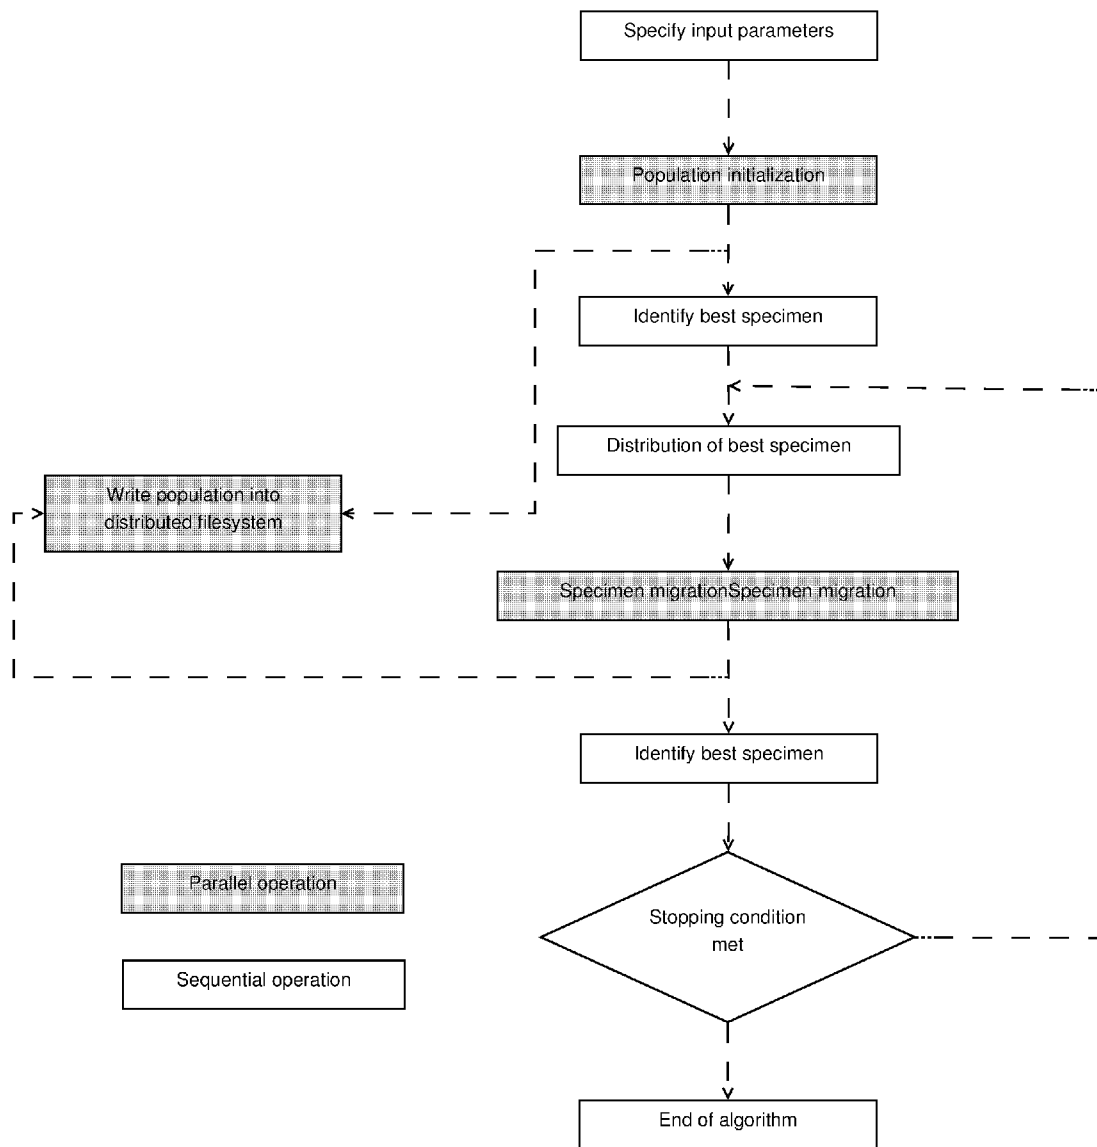 Specify input parameters
Population initialization
Identify best specimen
Distribution of best specimen
Write population into
distributed filesystem
Specimen migrationSpecimen migration
Identify best specimen
Parallel operation
Stopping condition
met
Sequential operation
End of algorithm